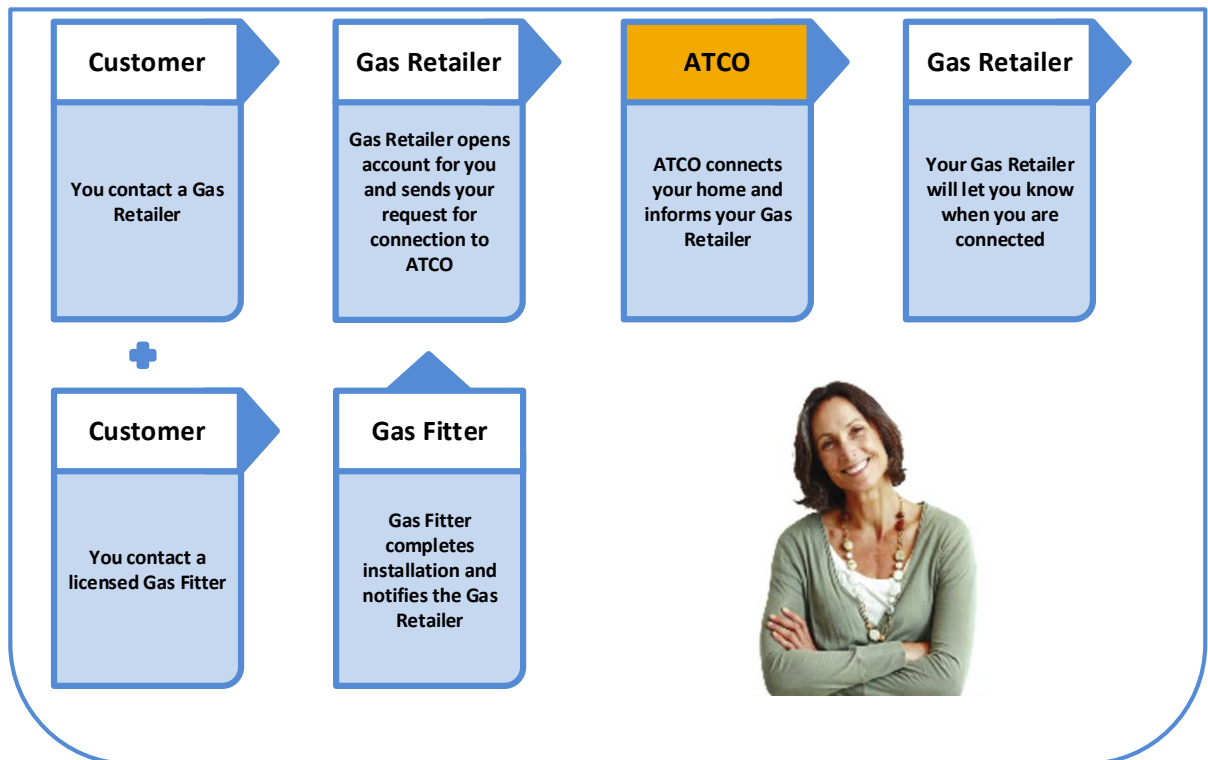 Customer
You contact a Gas
Retailer
Gas Retailer
Gas Retailer opens
account for you
and sends your
request for
connection to
ATCO
ATCO
ATCO connects
your home and
informs your Gas
Retailer
Gas Retailer
Your Gas Retailer
will let you know
when you are
connected
Customer
You contact a
licensed Gas Fitter
Gas Fitter
Gas Fitter
completes
installation and
notifies the Gas
Retailer